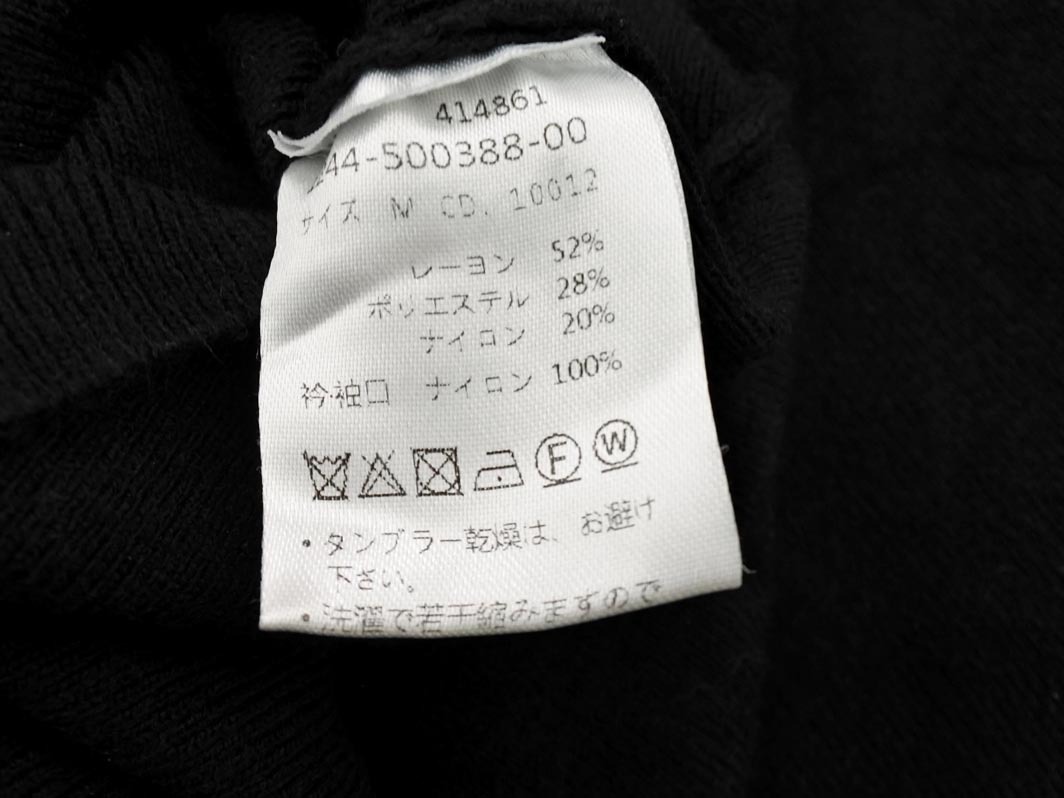 414861
44-500388-00
サイズ M CD. 10012
レーヨン 52%
ポリエステル 28%
ナイロン 20%
衿·袖口 ナイロン 100%
F W
・タンブラー乾燥は、お避け
下さい。
・洗濯で若干縮みますので